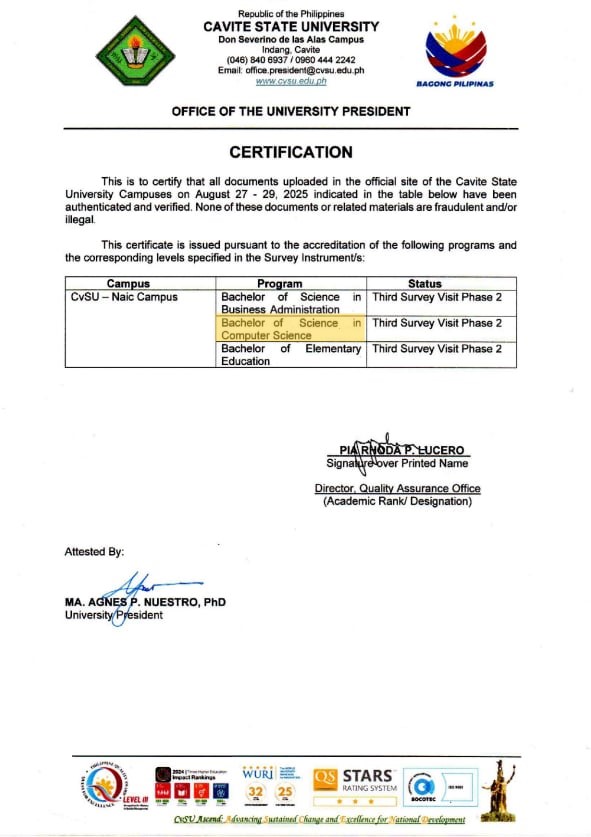 Republic of the Philippines
CAVITE STATE UNIVERSITY
Don Severino de las Alas Campus
Indang, Cavite
(046) 840 6937 / 0960 444 2242
Email: office.president@cvsu.edu.ph
www.cvsu.edu.ph
BAGONG PILIPINAS
OFFICE OF THE UNIVERSITY PRESIDENT
CERTIFICATION
This is to certify that all documents uploaded in the official site of the Cavite State
University Campuses on August 27 - 29, 2025 indicated in the table below have been
authenticated and verified. None of these documents or related materials are fraudulent and/or
illegal.
This certificate is issued pursuant to the accreditation of the following programs and
the corresponding levels specified in the Survey Instrument/s:
Campus Program Status
CvSU – Naic Campus Bachelor of Science in Third Survey Visit Phase 2
Business Administration
Bachelor of Science in Third Survey Visit Phase 2
Computer Science
Bachelor of Elementary Third Survey Visit Phase 2
Education
PIA RHODA P. LUCERO
Signature over Printed Name
Director, Quality Assurance Office
(Academic Rank/ Designation)
Attested By:
MA. AGNES P. NUESTRO, PhD
University President
LEVEL III
2024 Times Higher Education
Impact Rankings
WURI
32
25
QS STARS
RATING SYSTEM
SOCOTEC
ISO 9001
CvSU Ascend: Advancing Sustained Change and Excellence for National Development